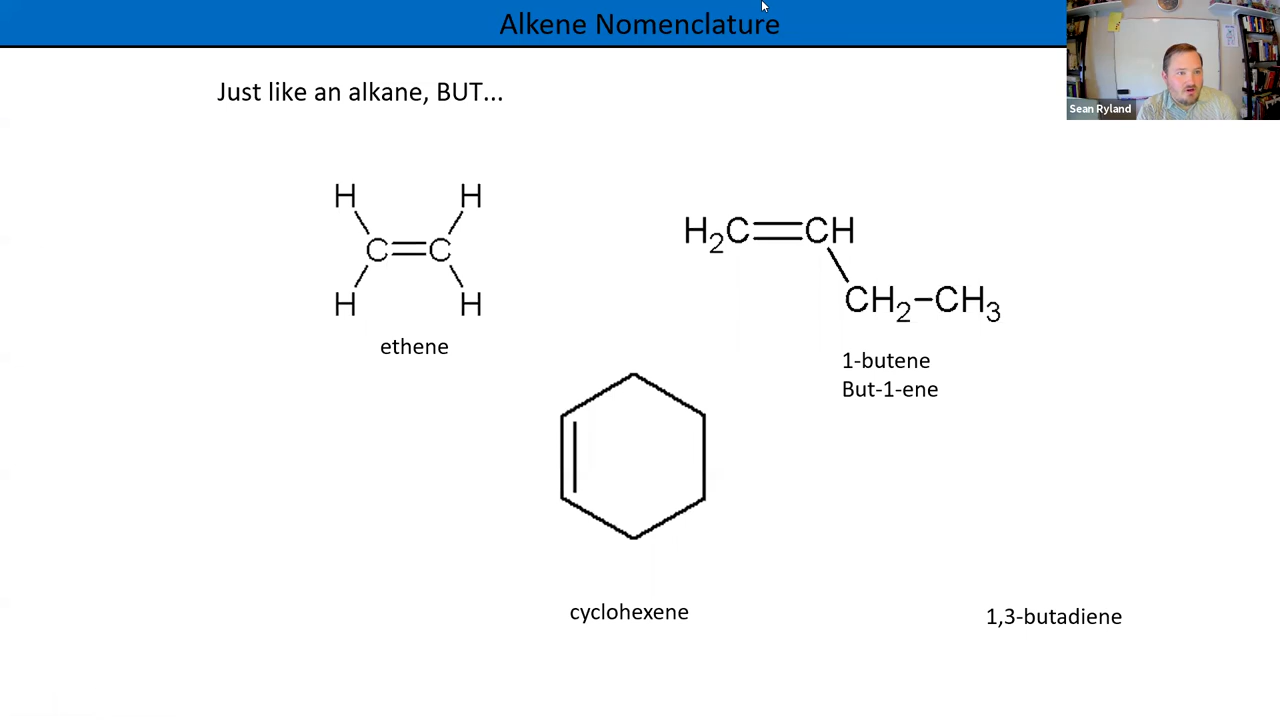 Alkene Nomenclature
Sean Ryland
Just like an alkane, BUT...
H H
C C
H H
ethene
H2C CH
CH2-CH3
1-butene
But-1-ene
cyclohexene
1,3-butadiene